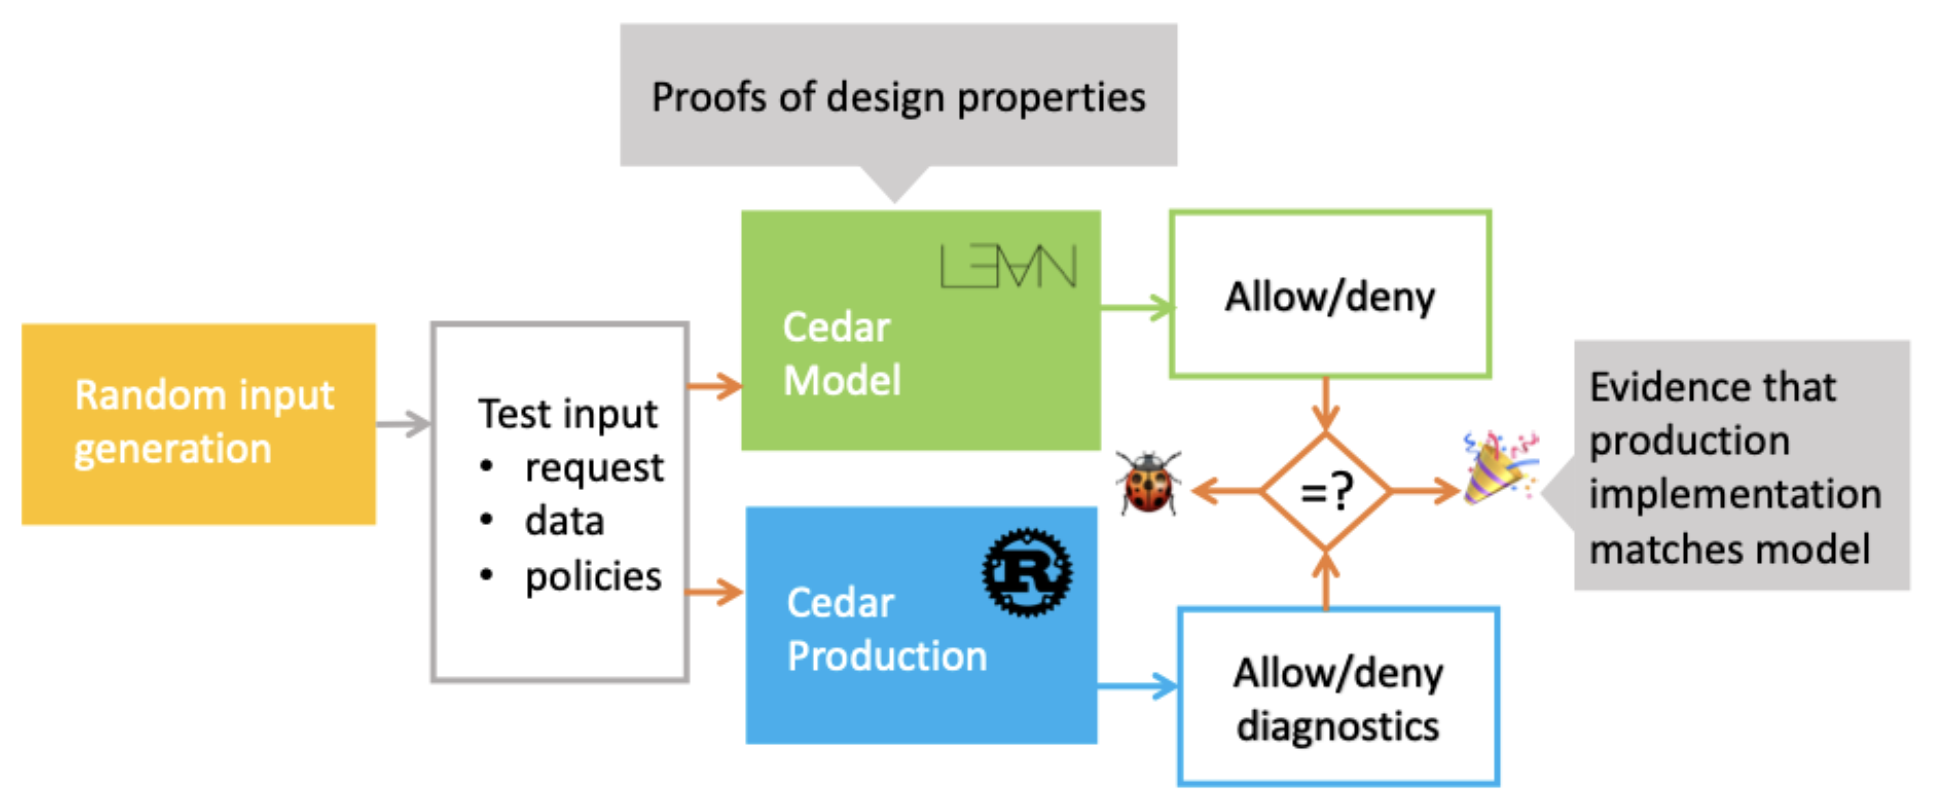 Proofs of design properties
Random input
generation
Test input
• request
• data
• policies
LEAN
Cedar
Model
Allow/deny
=?
Evidence that
production
implementation
matches model
R
Cedar
Production
Allow/deny
diagnostics